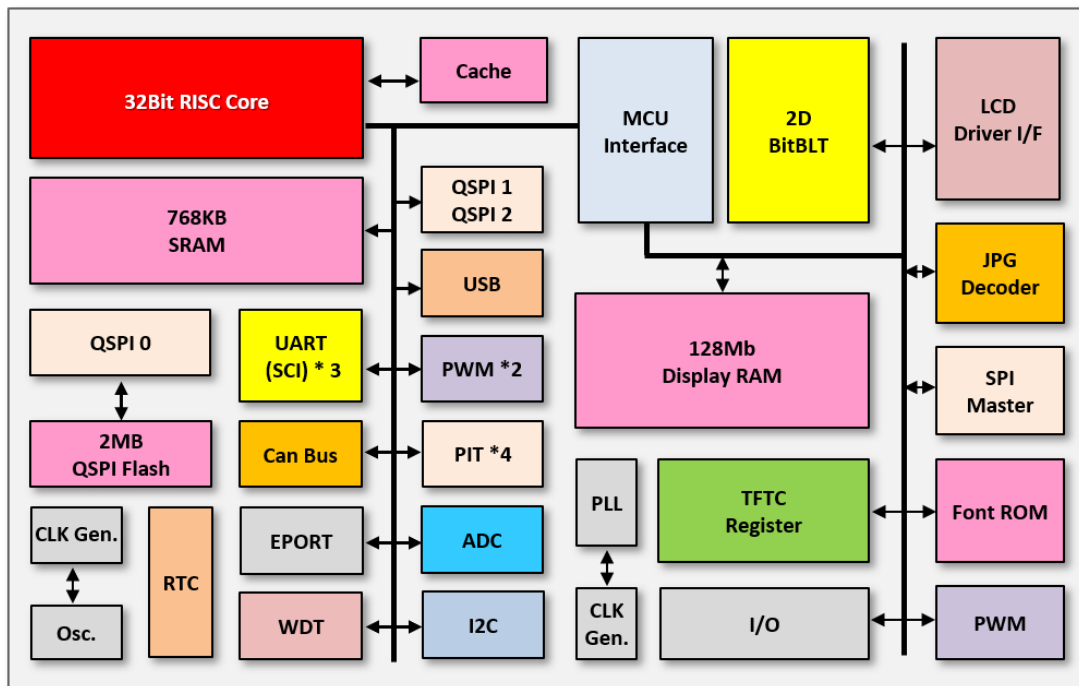 32Bit RISC Core
Cache
MCU
Interface
2D
BitBLT
LCD
Driver I/F
768KB
SRAM
QSPI 1
QSPI 2
USB
JPG
Decoder
QSPI 0
UART
(SCI) * 3
PWM *2
128Mb
Display RAM
SPI
Master
2MB
QSPI Flash
Can Bus
PIT *4
PLL
TFTC
Register
Font ROM
CLK Gen.
RTC
EPORT
ADC
Osc.
WDT
I2C
CLK
Gen.
I/O
PWM